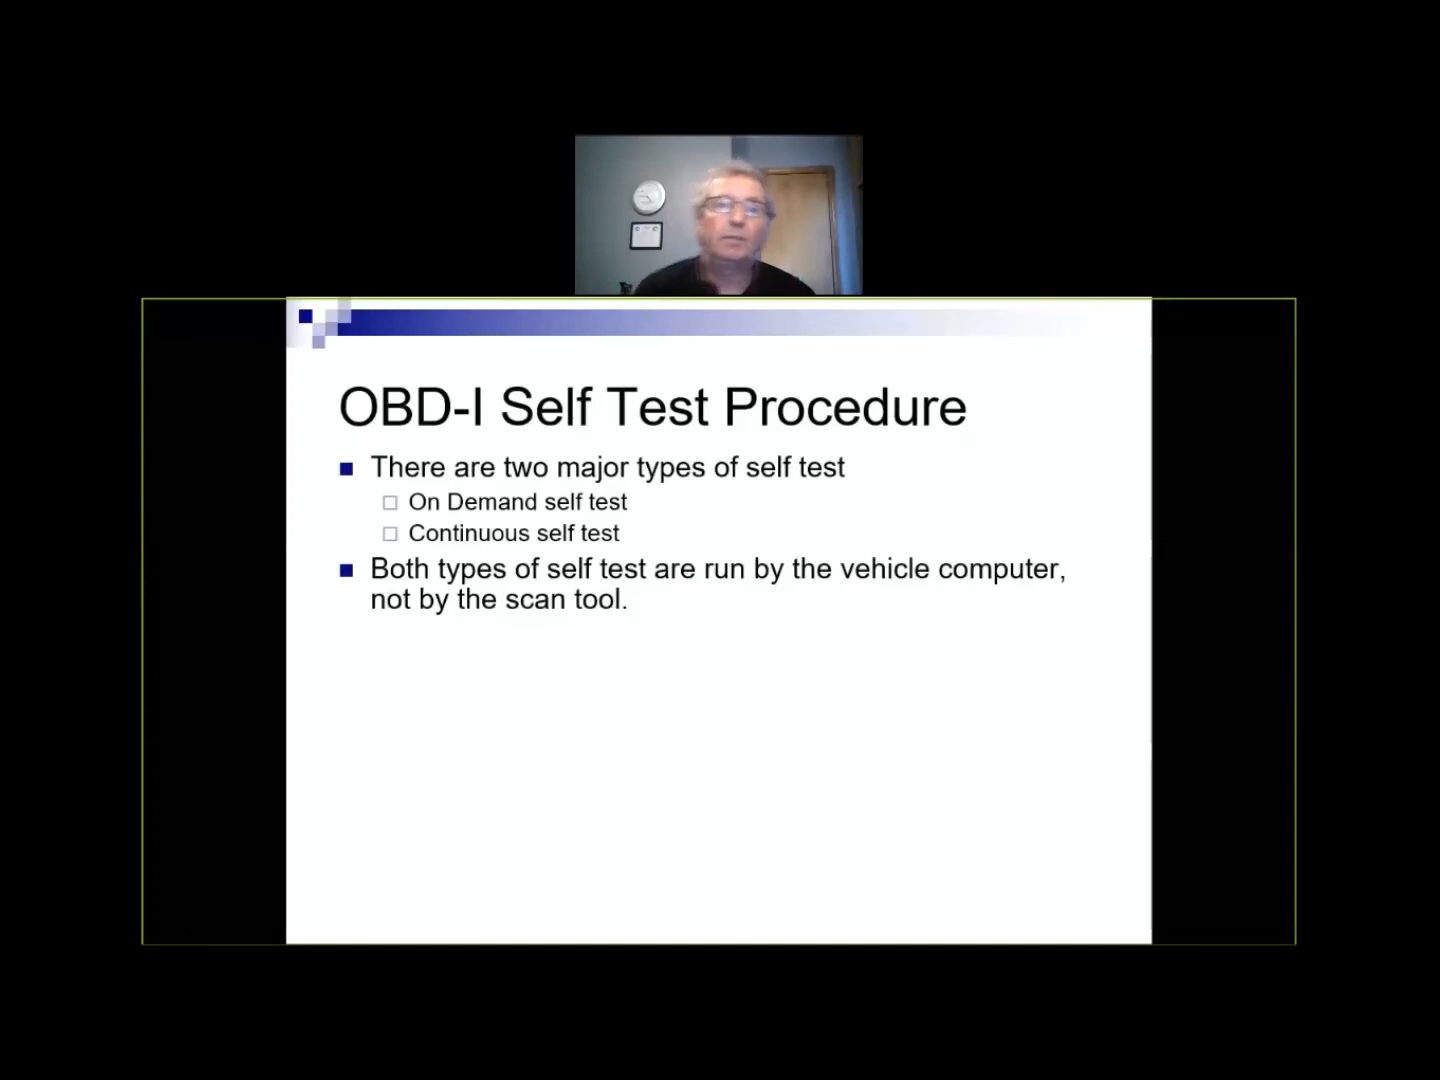 OBD-I Self Test Procedure
There are two major types of self test
On Demand self test
Continuous self test
Both types of self test are run by the vehicle computer,
not by the scan tool.